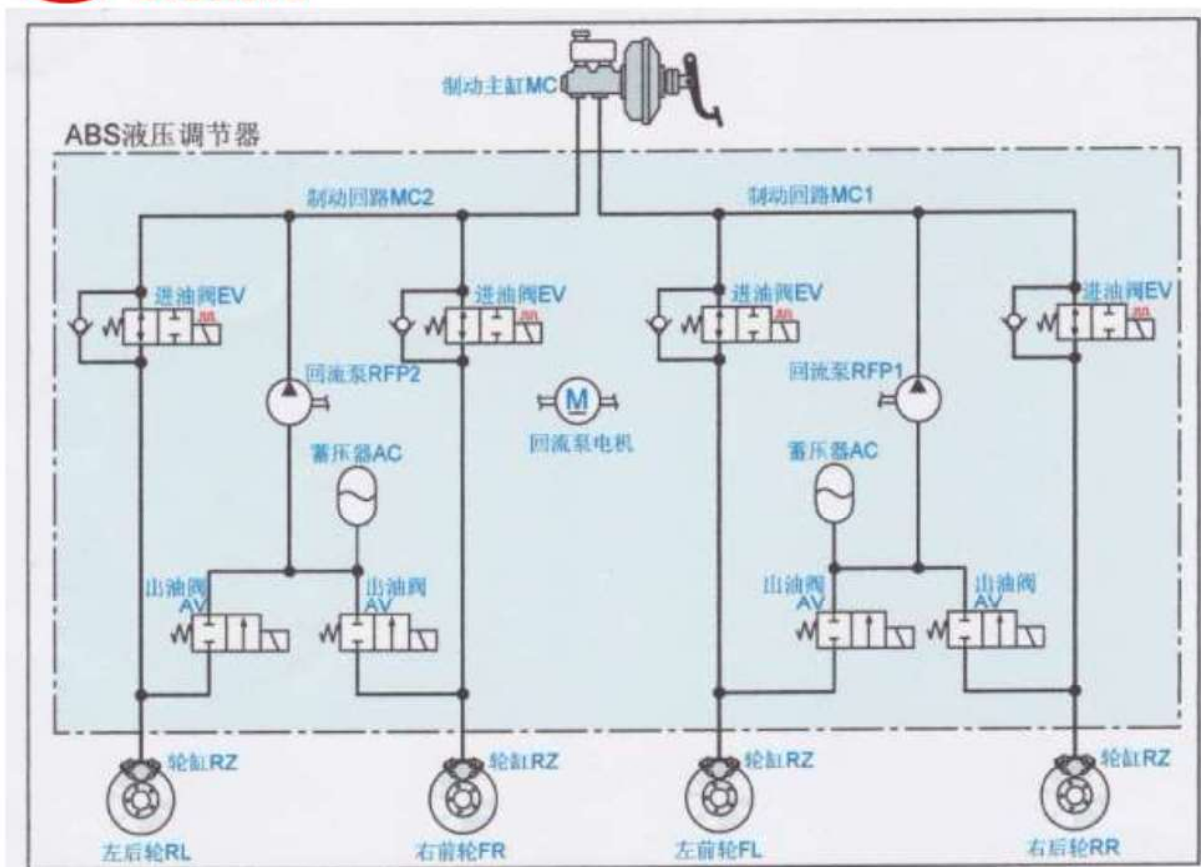 制动主缸MC
ABS液压调节器
制动回路MC2
制动回路MC1
进油阀EV
进油阀EV
进油阀EV
进油阀EV
回流泵RFP2
M
回流泵RFP1
回流泵电机
蓄压器AC
蓄压器AC
出油阀
AV
出油阀
AV
出油阀
AV
出油阀
AV
轮缸RZ
轮缸RZ
轮缸RZ
轮缸RZ
左后轮RL
右前轮FR
左前轮FL
右后轮RR